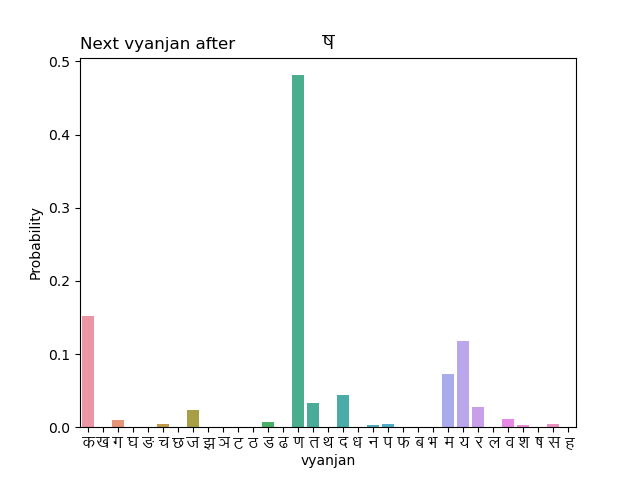 Next vyanjan after ष
0.5
0.4
0.3
0.2
0.1
0.0
Probability
क ख ग घ ङ च छ ज झ ञ ट ठ ड ढ ण त थ द ध न प फ ब भ म य र ल व श ष स ह
vyanjan